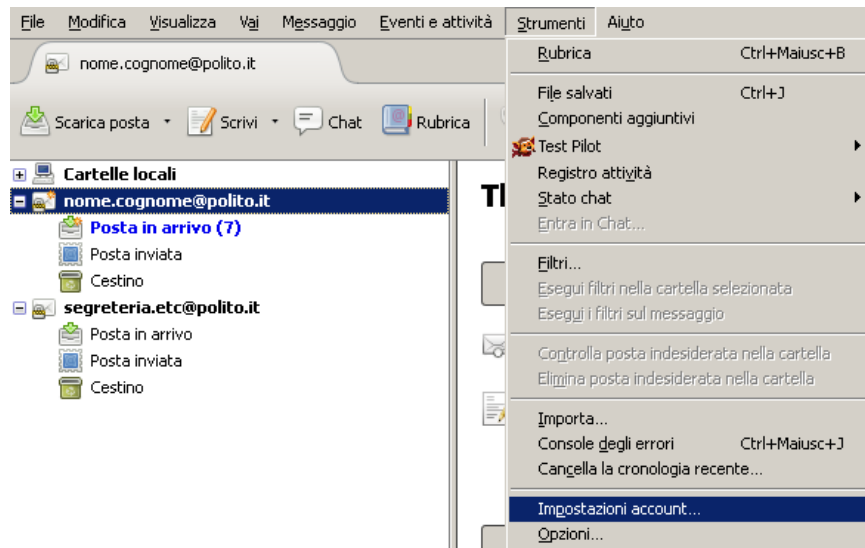 File Modifica Visualizza Vai Messaggio Eventi e attività Strumenti Aiuto
nome.cognome@polito.it
Scarica posta Scrivi Chat Rubrica
Cartelle locali
nome.cognome@polito.it
Posta in arrivo (7)
Posta inviata
Cestino
segreteria.etc@polito.it
Posta in arrivo
Posta inviata
Cestino
Rubrica Ctrl+Maiusc+B
File salvati Ctrl+J
Componenti aggiuntivi
Test Pilot
Registro attività
Stato chat
Entra in Chat...
Filtri...
Esegui filtri nella cartella selezionata
Esegui i filtri sul messaggio
Controlla posta indesiderata nella cartella
Elimina posta indesiderata nella cartella
Importa...
Console degli errori Ctrl+Maiusc+J
Cancella la cronologia recente...
Impostazioni account...
Opzioni...